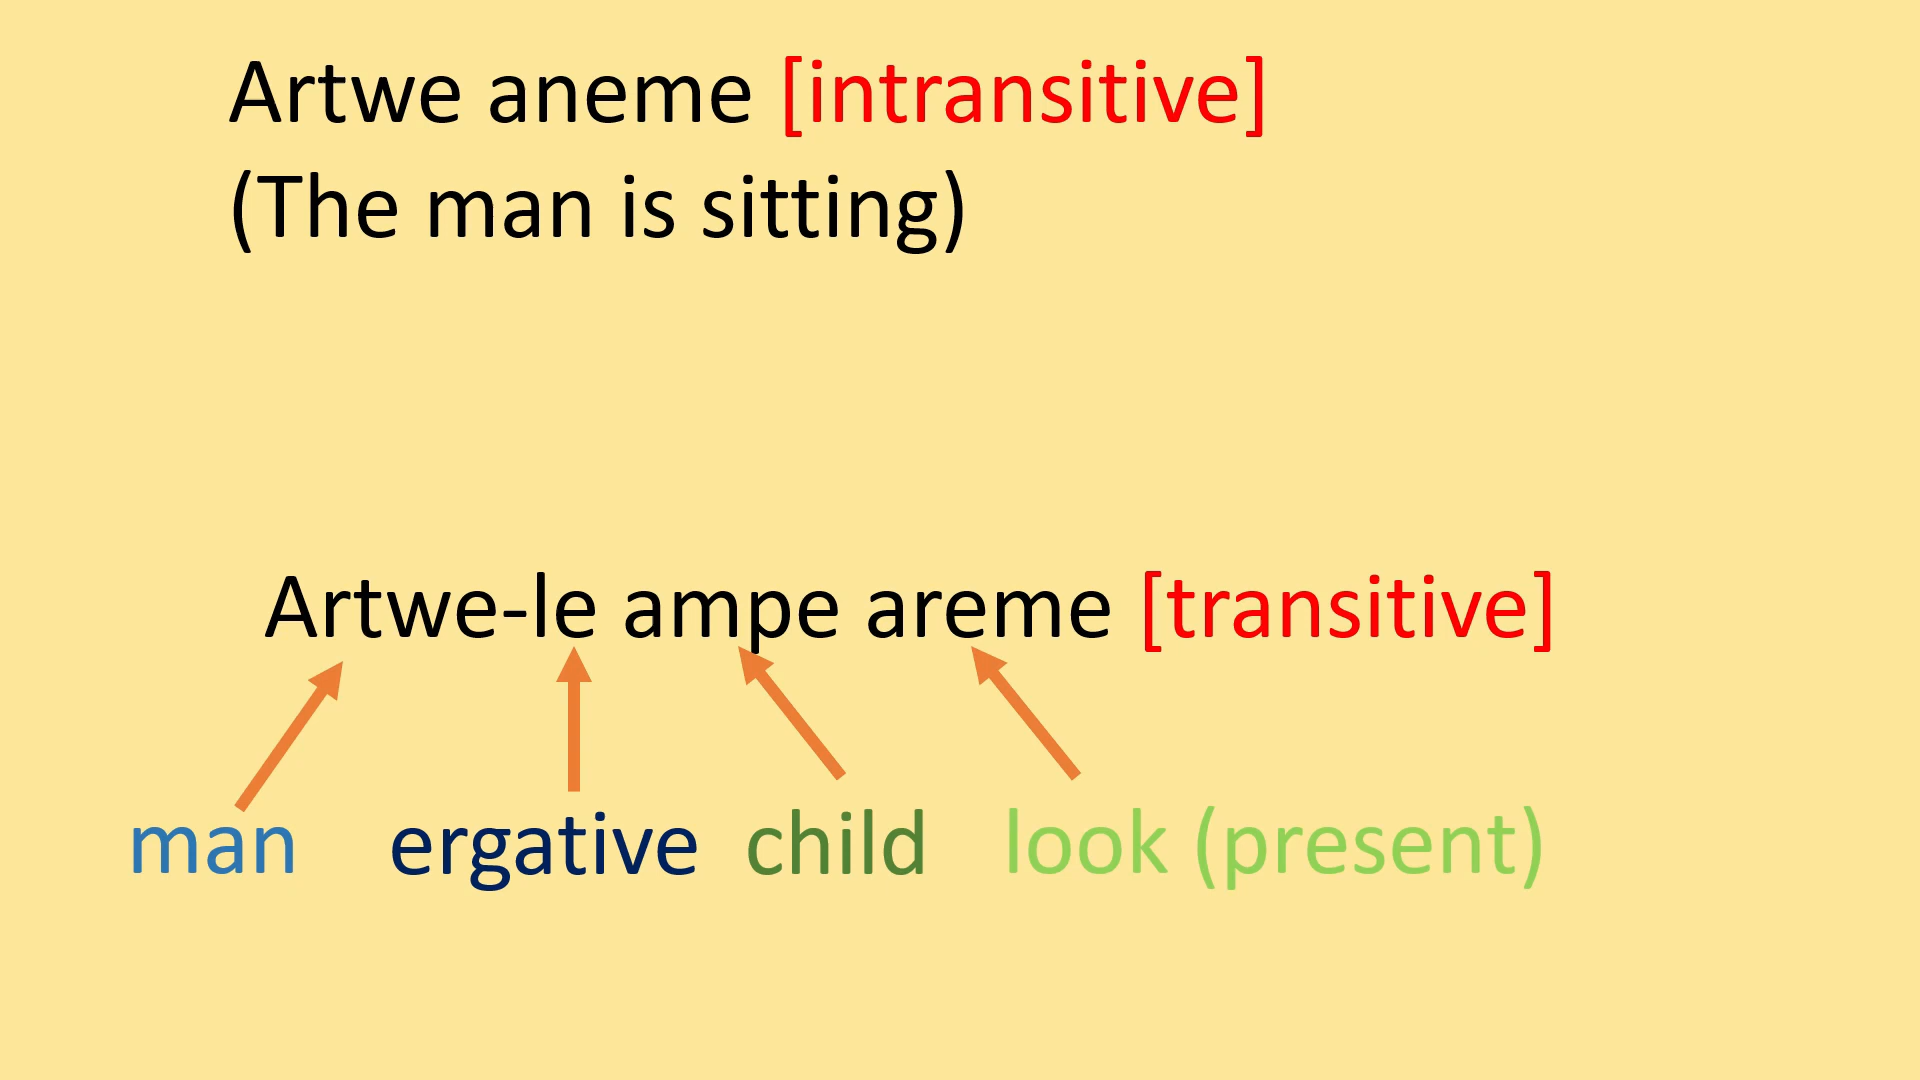 Artwe aneme [intransitive]
(The man is sitting)
Artwe-le ampe areme [transitive]
man ergative child look (present)